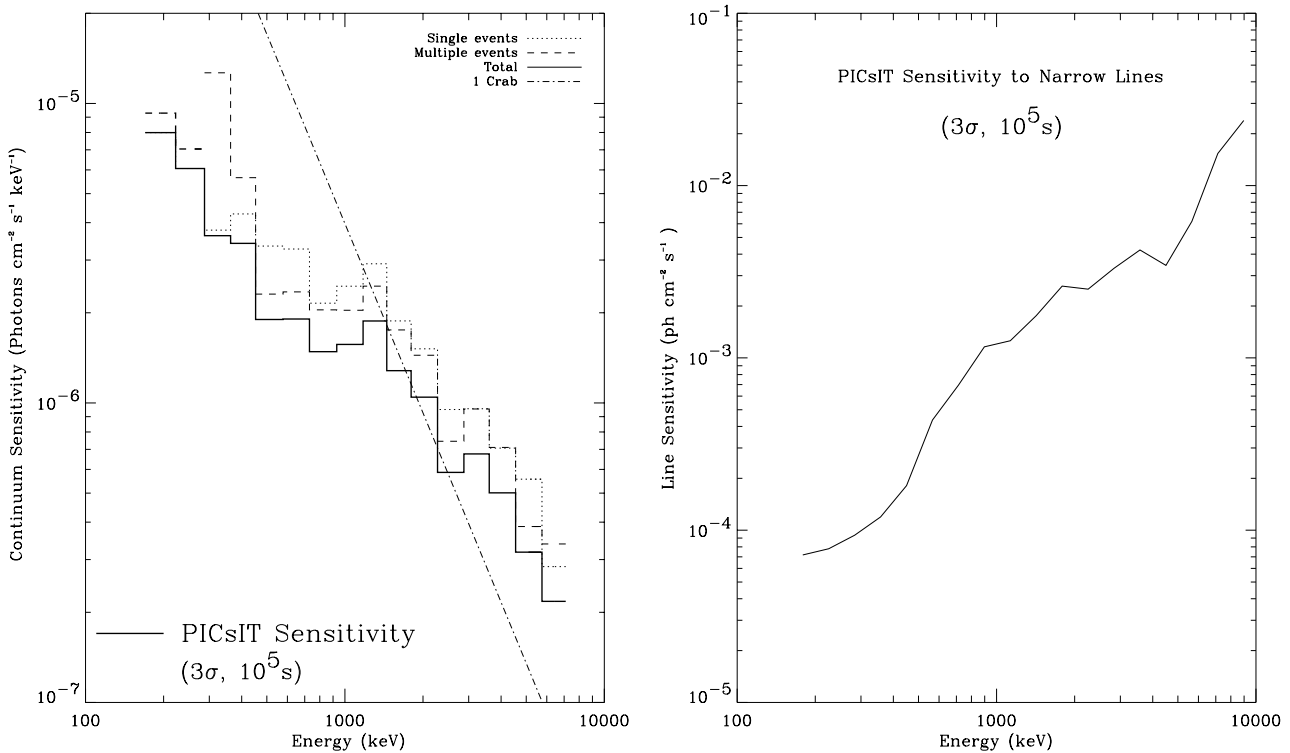 Single events
Multiple events
Total
1 Crab
10⁻⁵
10⁻⁶
10⁻⁷
Continuum Sensitivity (Photons cm⁻² s⁻¹ keV⁻¹)
PICsIT Sensitivity
(3σ, 10⁵s)
100 1000 10000
Energy (keV)
PICsIT Sensitivity to Narrow Lines
(3σ, 10⁵s)
10⁻¹
10⁻²
10⁻³
10⁻⁴
10⁻⁵
Line Sensitivity (ph cm⁻² s⁻¹ )
100 1000 10000
Energy (keV)